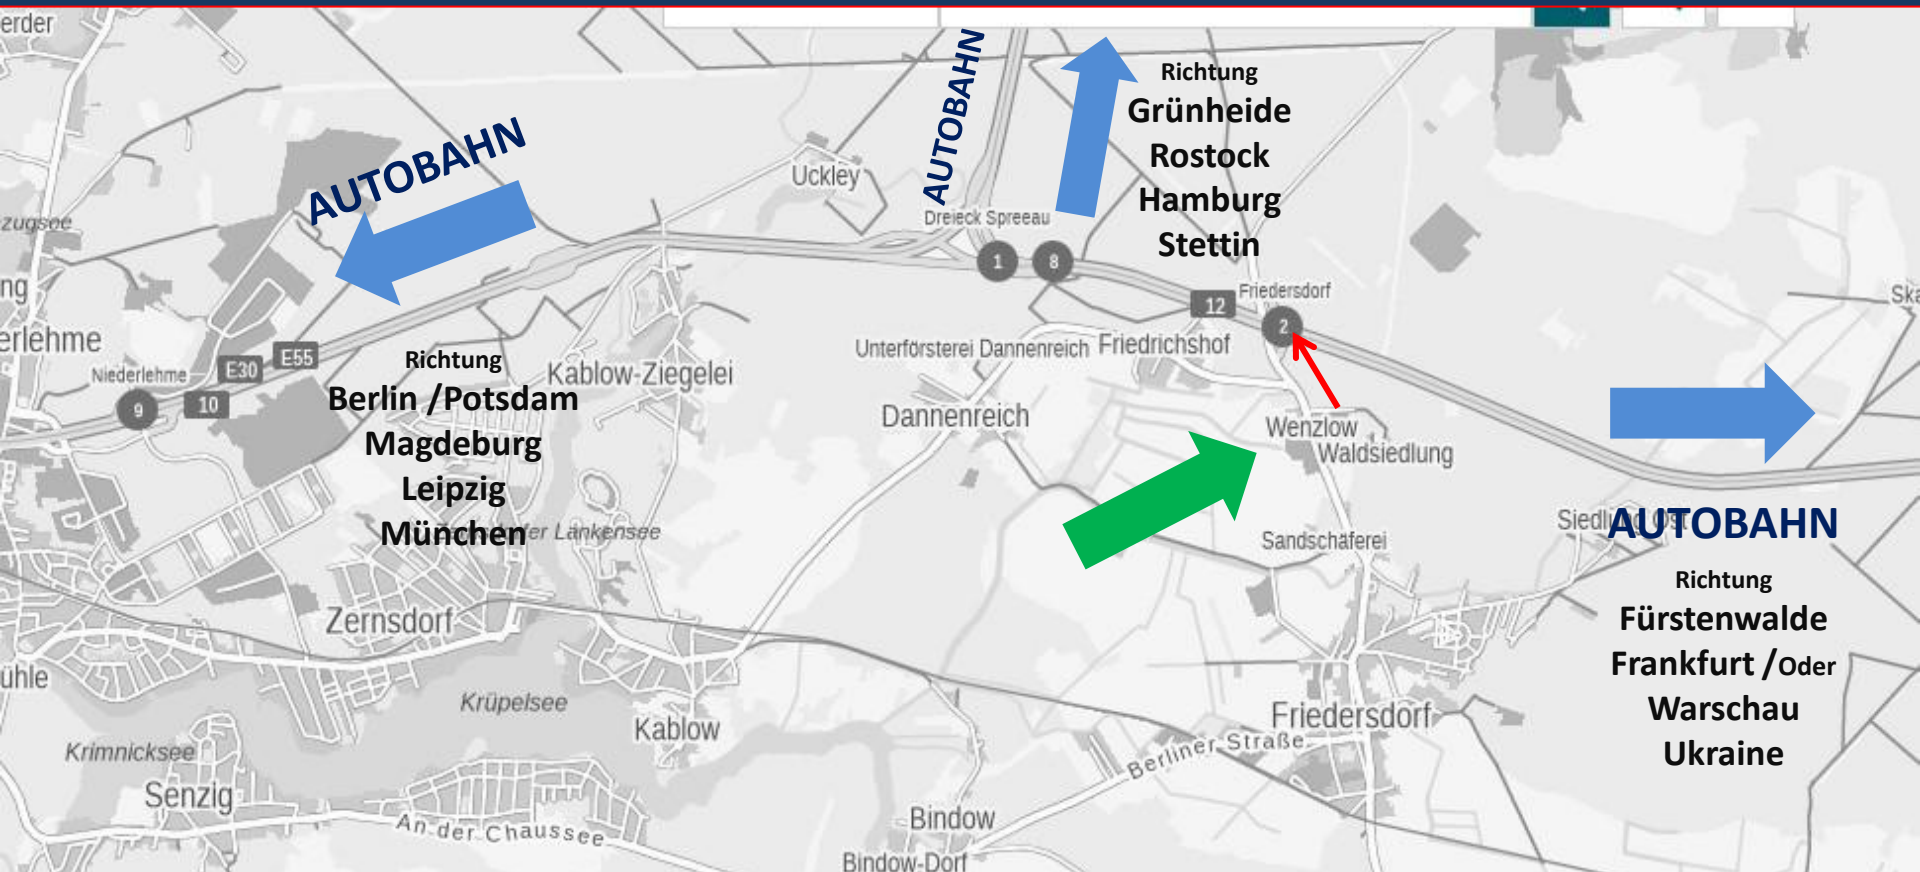 erder
AUTOBAHN
Richtung
Grünheide
Rostock
Hamburg
Stettin
AUTOBAHN
Uckley
zugsee
Dreieck Spreeau
1
8
ng
Friedersdorf
12
2
Ska
erlehme
Unterförsterei Dannenreich
Friedrichshof
Niederlehme
E30
E55
9
10
Richtung
Berlin /Potsdam
Magdeburg
Leipzig
München
Kablow-Ziegelei
Dannenreich
Wenzlow
Waldsiedlung
Lankensee
Sandschäferei
AUTOBAHN
Richtung
Fürstenwalde
Frankfurt /Oder
Warschau
Ukraine
Zernsdorf
ühle
Krüpelsee
Kablow
Friedersdorf
Berliner Straße
Krimnicksee
Senzig
An der Chaussee
Bindow
Bindow-Dorf